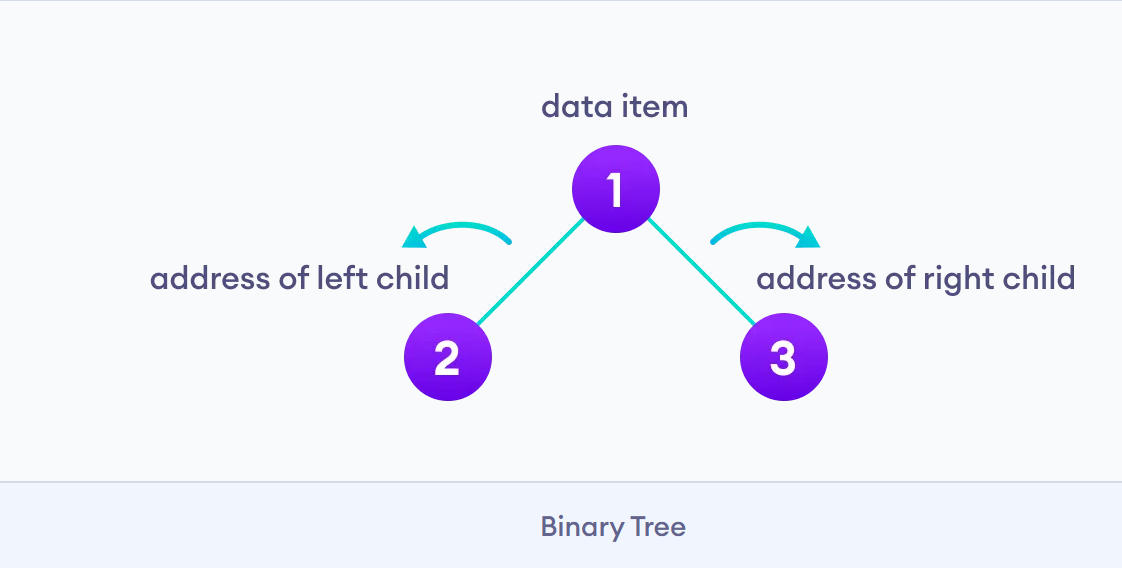 data item
1
address of left child
address of right child
2
3
Binary Tree